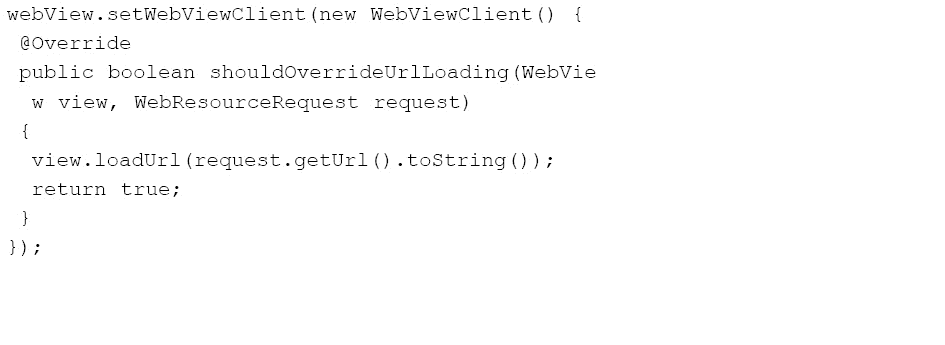 webView.setWebViewClient(new WebViewClient() {
@Override
public boolean shouldOverrideUrlLoading(WebVie
w view, WebResourceRequest request)
{
view.loadUrl(request.getUrl().toString());
return true;
}
});